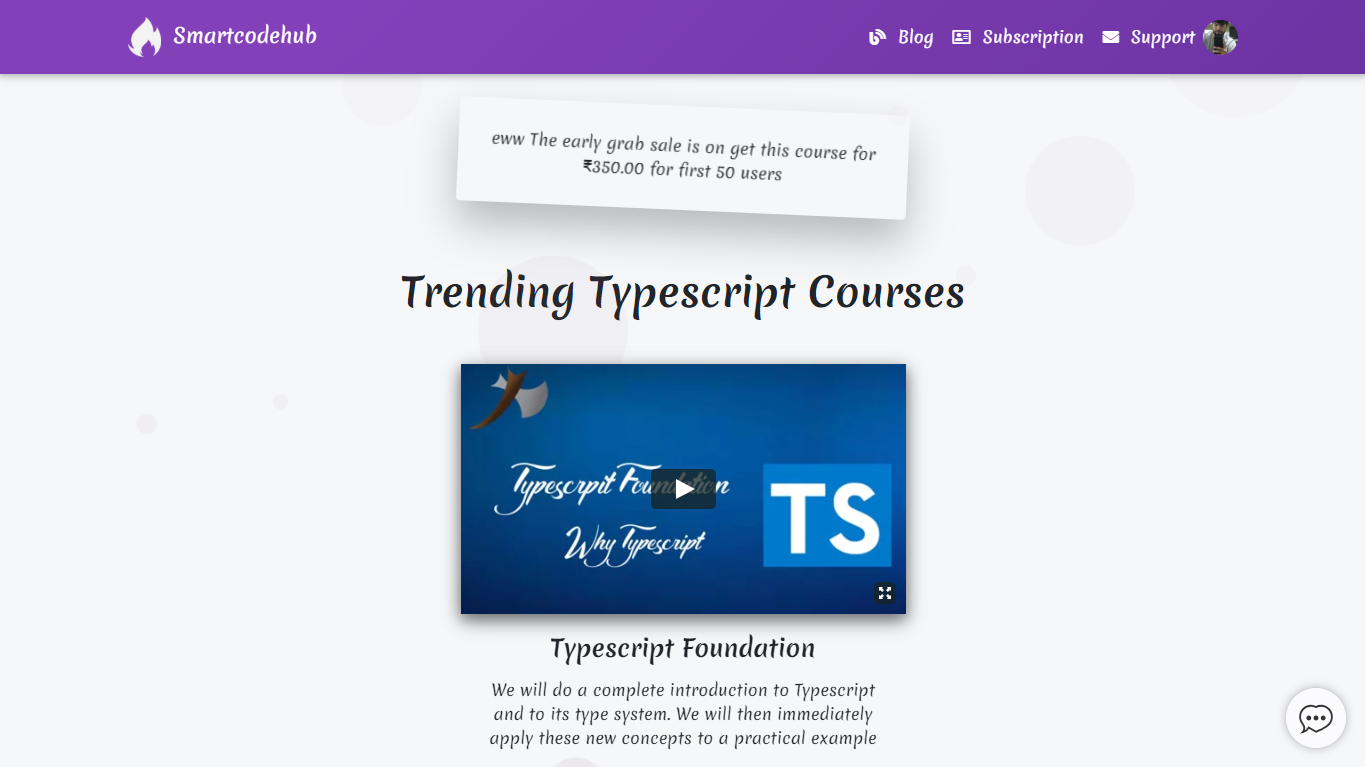 Smartcodehub
Blog
Subscription
Support
eww The early grab sale is on get this course for
₹350.00 for first 50 users
Trending Typescript Courses
Typescrpit Foundation
Why Typescript
TS
Typescript Foundation
We will do a complete introduction to Typescript
and to its type system. We will then immediately
apply these new concepts to a practical example